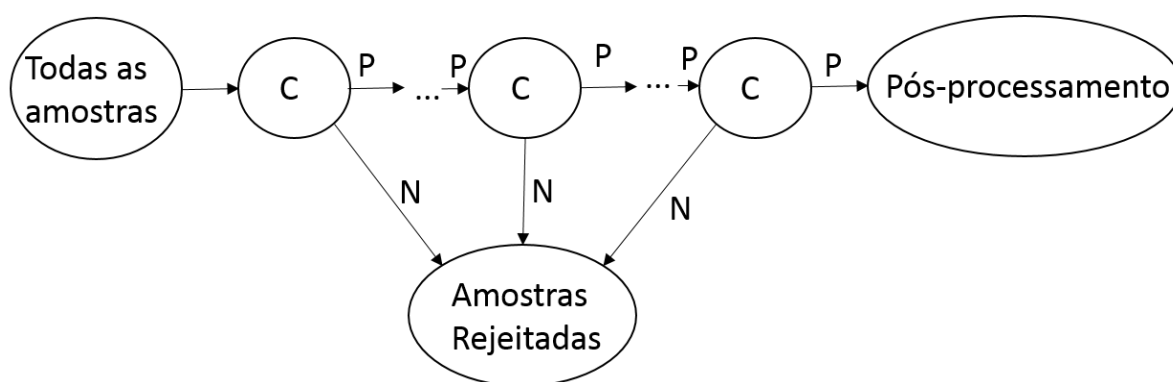 Todas as
amostras
C
P
...
P
C
P
...
P
C
P
Pós-processamento
N
N
N
Amostras
Rejeitadas